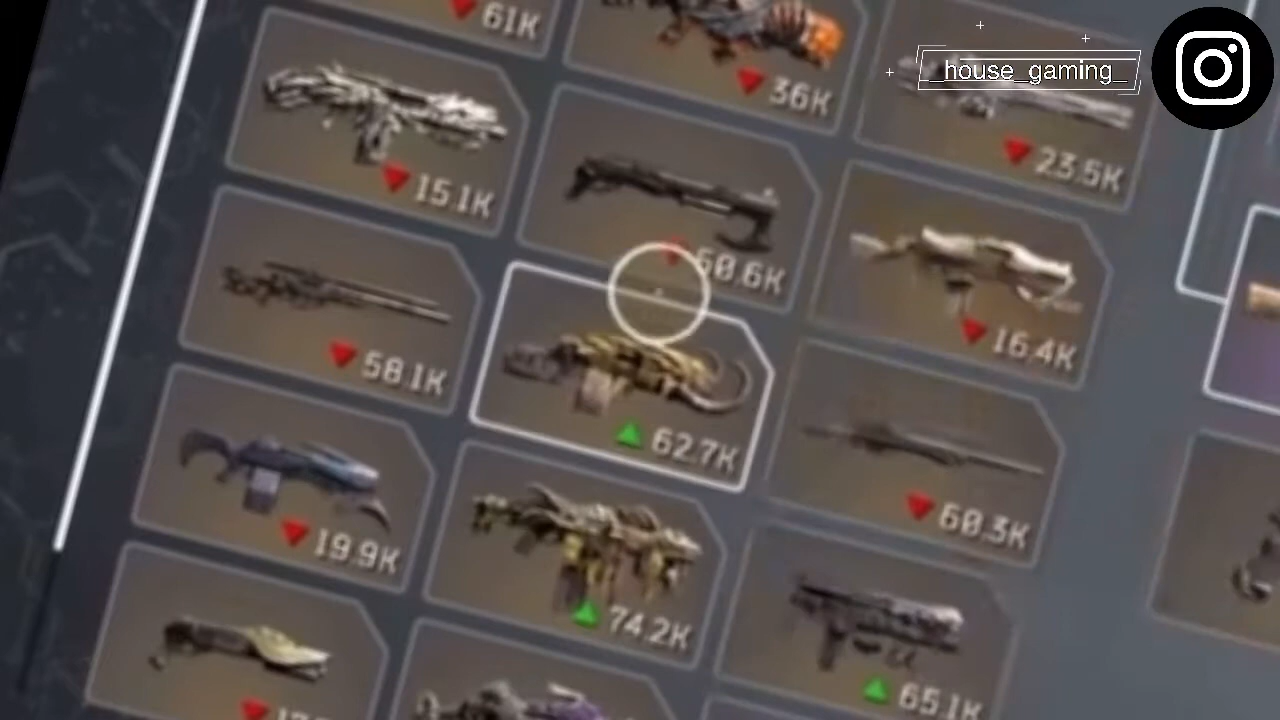 61K
36K
house_gaming_
15.1K
60.6K
23.5K
58.1K
62.7K
16.4K
19.9K
74.2K
60.3K
65.1K